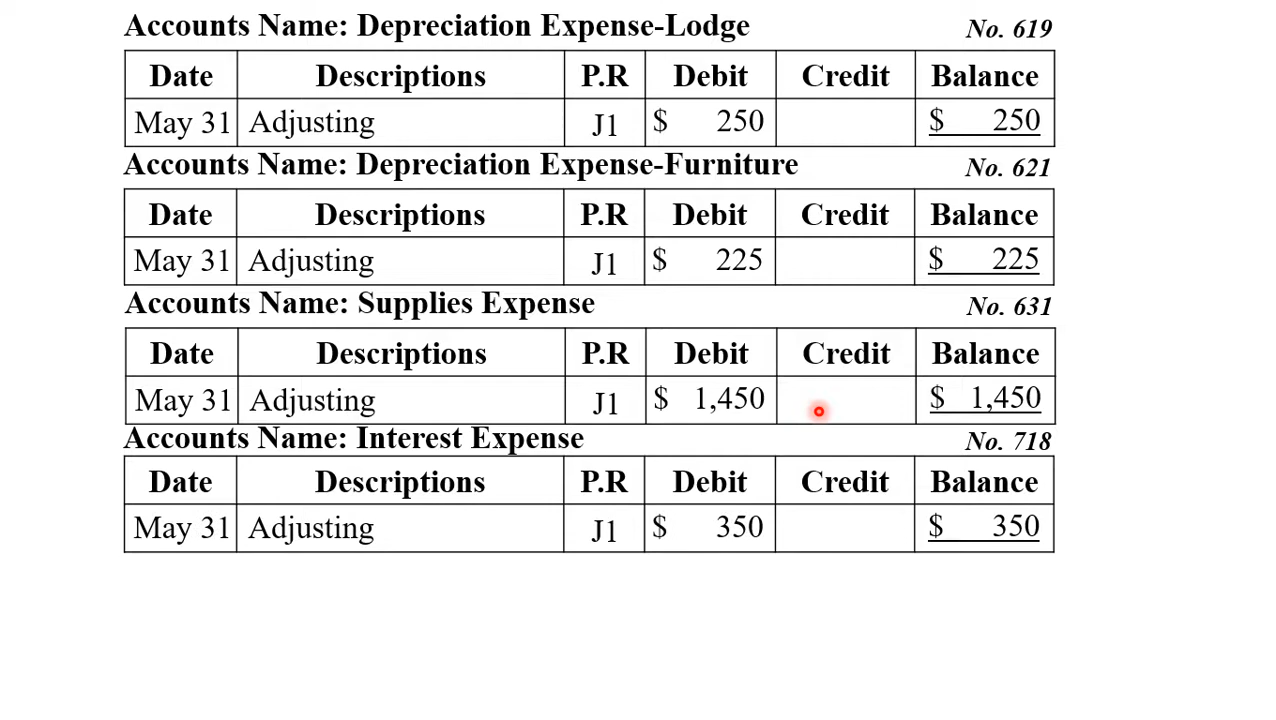 Accounts Name: Depreciation Expense-Lodge No. 619
Date Descriptions P.R Debit Credit Balance
May 31 Adjusting J1 $ 250 $ 250
Accounts Name: Depreciation Expense-Furniture No. 621
Date Descriptions P.R Debit Credit Balance
May 31 Adjusting J1 $ 225 $ 225
Accounts Name: Supplies Expense No. 631
Date Descriptions P.R Debit Credit Balance
May 31 Adjusting J1 $ 1,450 $ 1,450
Accounts Name: Interest Expense No. 718
Date Descriptions P.R Debit Credit Balance
May 31 Adjusting J1 $ 350 $ 350